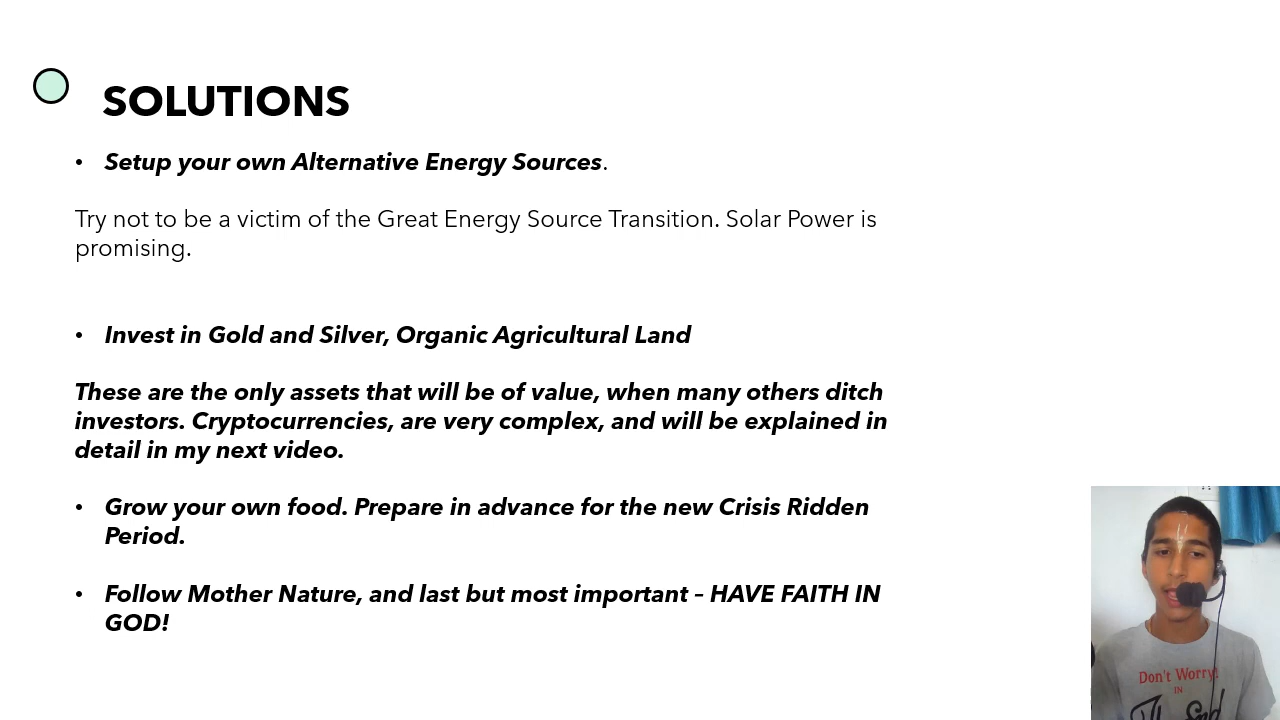 SOLUTIONS
• Setup your own Alternative Energy Sources.
Try not to be a victim of the Great Energy Source Transition. Solar Power is
promising.
• Invest in Gold and Silver, Organic Agricultural Land
These are the only assets that will be of value, when many others ditch
investors. Cryptocurrencies, are very complex, and will be explained in
detail in my next video.
• Grow your own food. Prepare in advance for the new Crisis Ridden
Period.
• Follow Mother Nature, and last but most important – HAVE FAITH IN
GOD!
Don't Worry!
IN